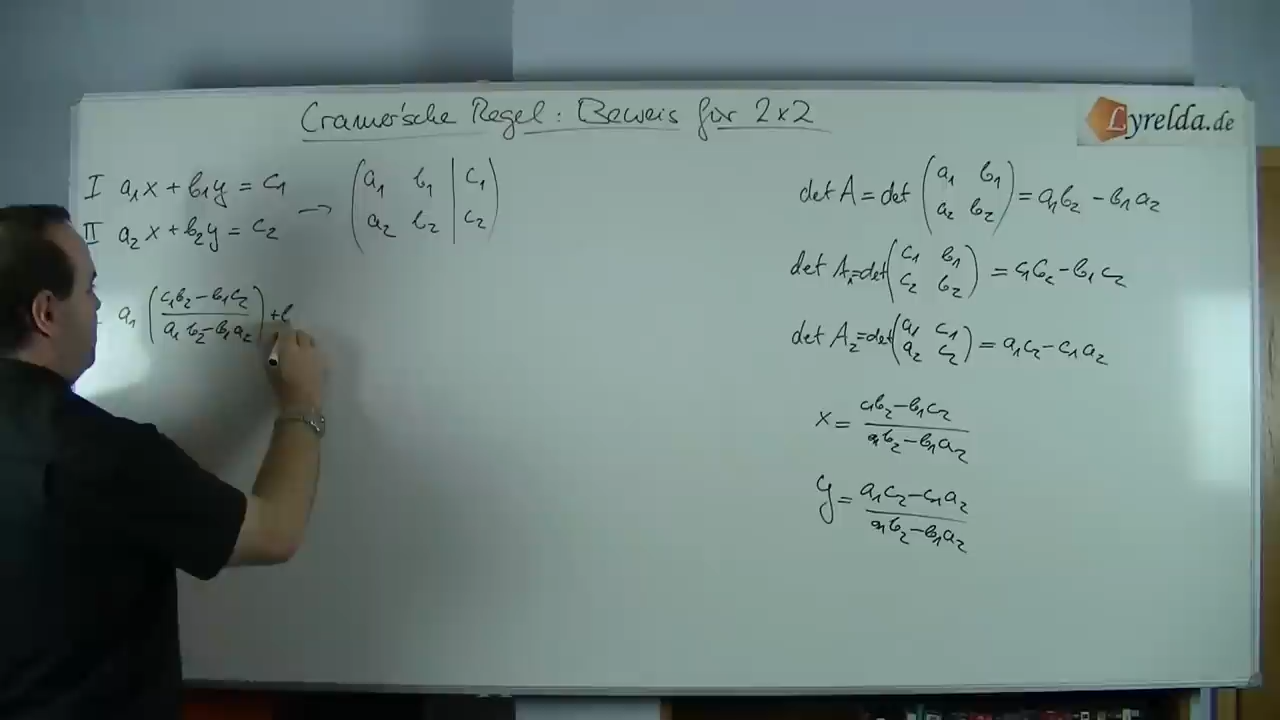 Cramer'sche Regel: Beweis für 2x2
Lyrelda.de
I a₁x + b₁y = c₁
II a₂x + b₂y = c₂
→ (a₁ b₁ | c₁)
(a₂ b₂ | c₂)
a₁ ((c₁b₂-b₁c₂)/(a₁b₂-b₁a₂)) + b
det A = det (a₁ b₁ / a₂ b₂) = a₁b₂ - b₁a₂
det A₁ = det (c₁ b₁ / c₂ b₂) = c₁b₂ - b₁c₂
det A₂ = det (a₁ c₁ / a₂ c₂) = a₁c₂ - c₁a₂
x = (c₁b₂-b₁c₂)/(a₁b₂-b₁a₂)
y = (a₁c₂-c₁a₂)/(a₁b₂-b₁a₂)